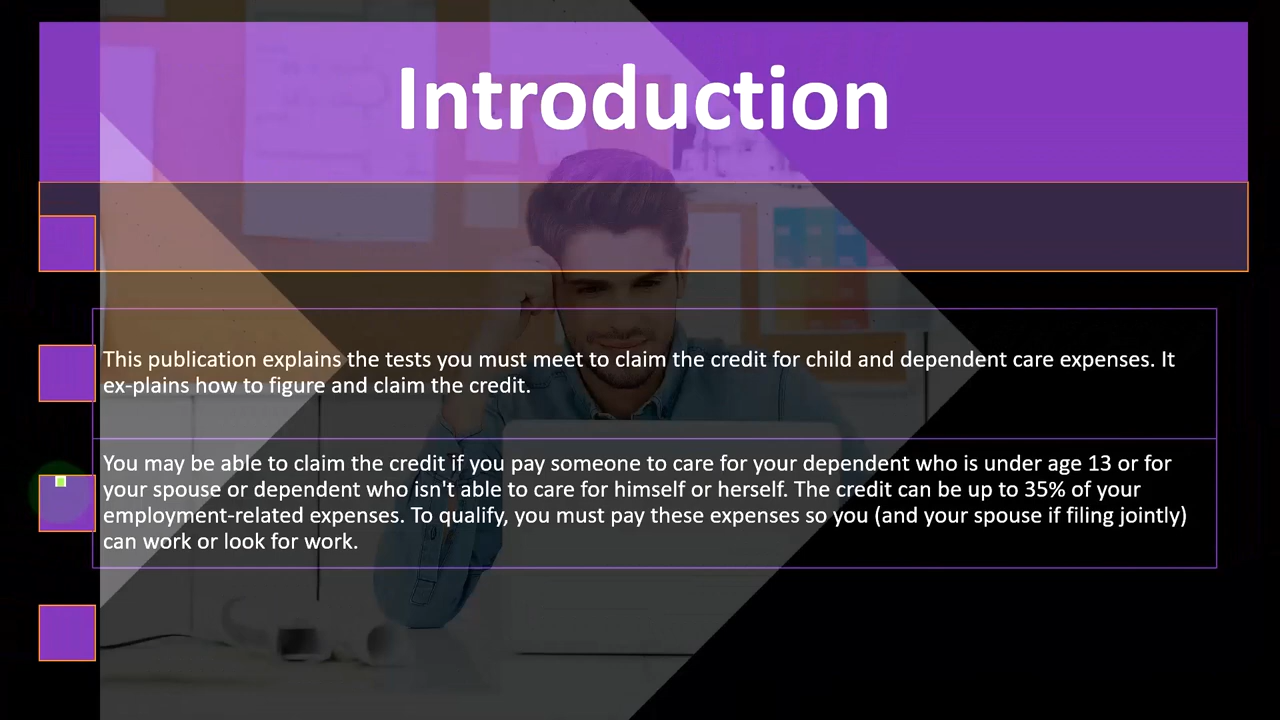 Introduction
This publication explains the tests you must meet to claim the credit for child and dependent care expenses. It
ex-plains how to figure and claim the credit.
You may be able to claim the credit if you pay someone to care for your dependent who is under age 13 or for
your spouse or dependent who isn't able to care for himself or herself. The credit can be up to 35% of your
employment-related expenses. To qualify, you must pay these expenses so you (and your spouse if filing jointly)
can work or look for work.